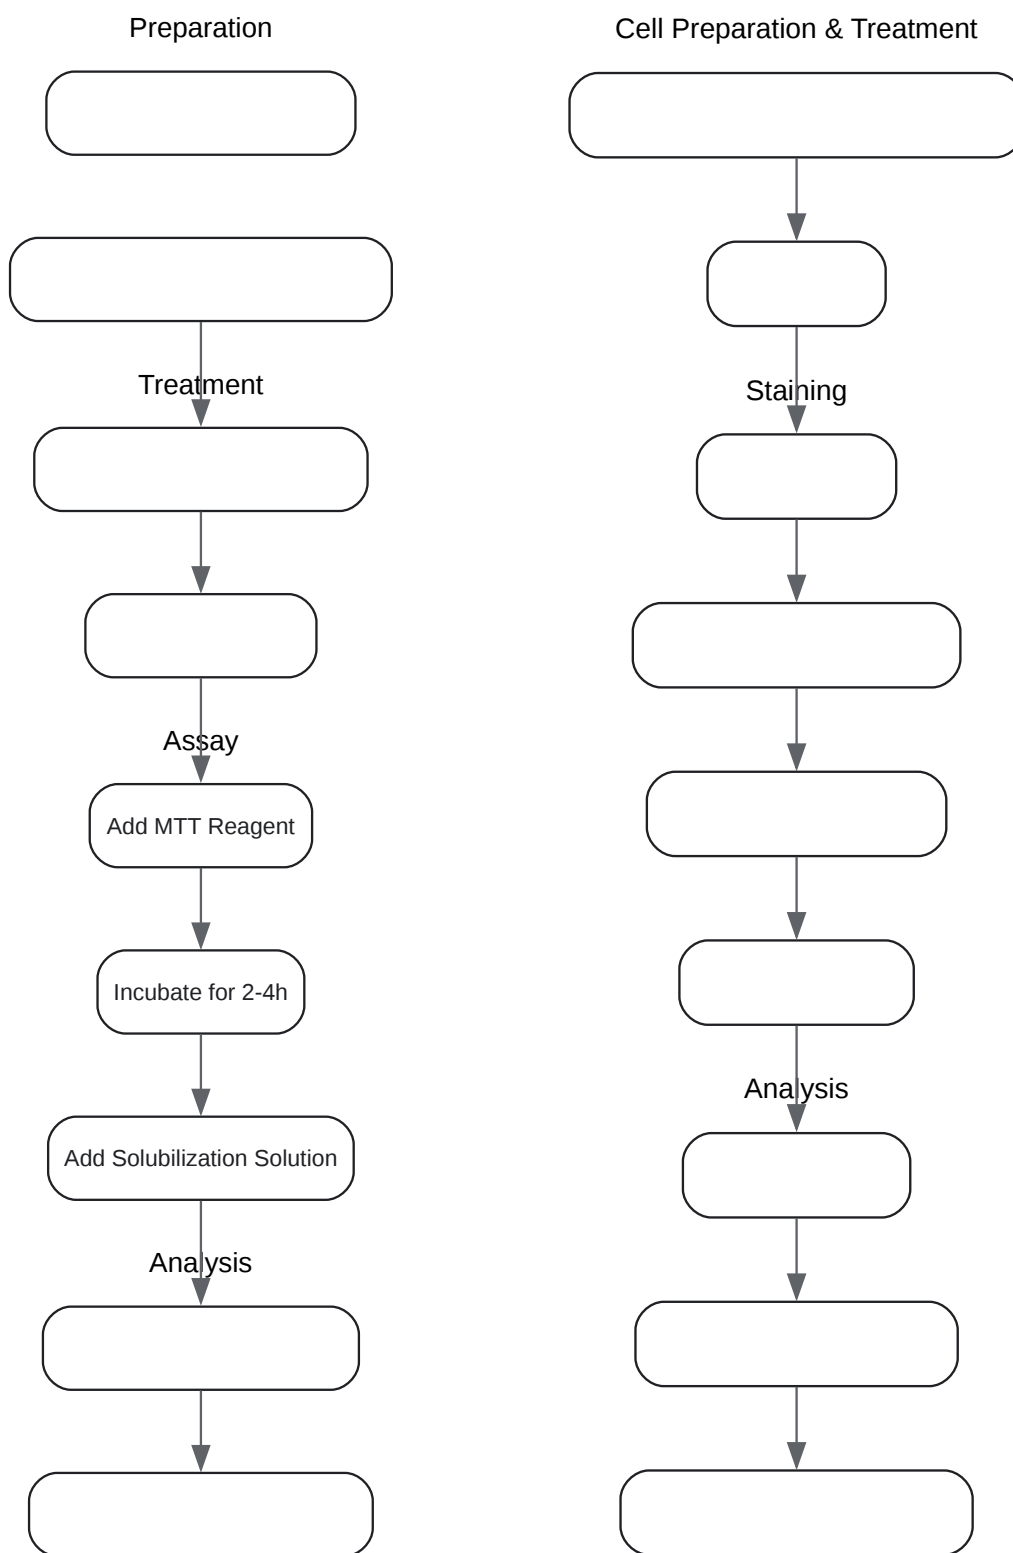 Preparation
Treatment
Assay
Add MTT Reagent
Incubate for 2-4h
Add Solubilization Solution
Analysis
Cell Preparation & Treatment
Staining
Analysis